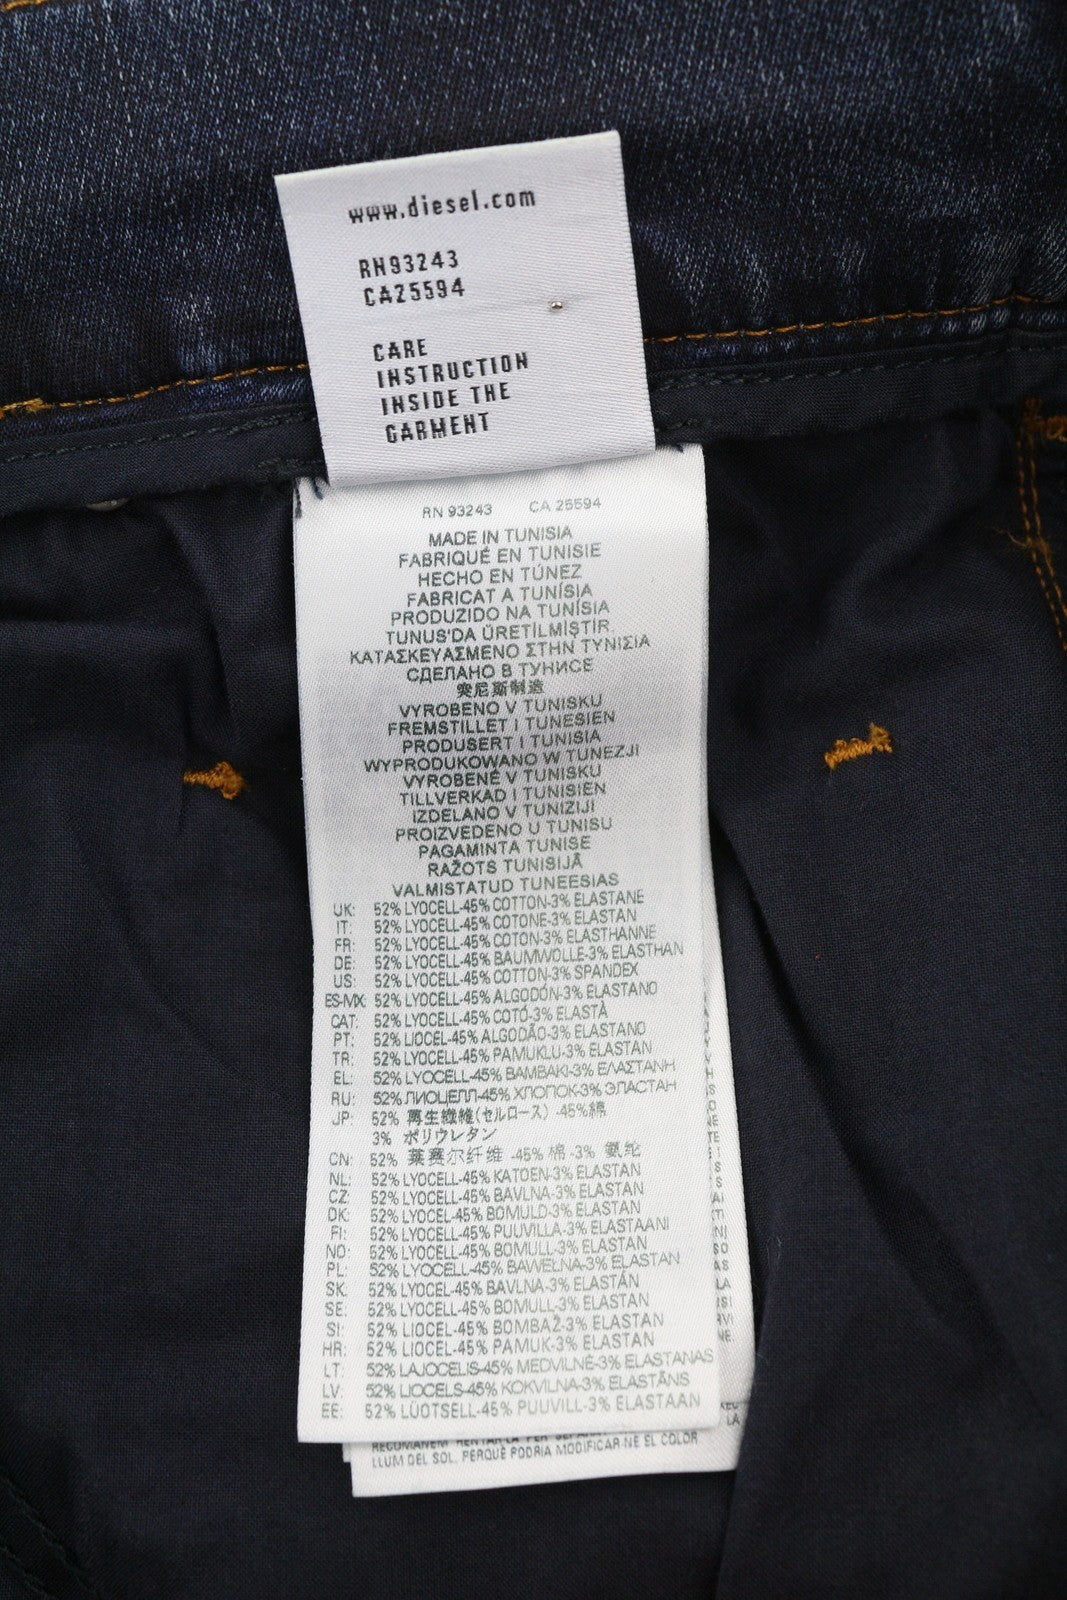 www.diesel.com
RN93243
CA25594
CARE
INSTRUCTION
INSIDE THE
GARMENT
RN 93243 CA 25594
MADE IN TUNISIA
FABRIQUÉ EN TUNISIE
HECHO EN TÚNEZ
FABRICAT A TUNÍSIA
PRODUZIDO NA TUNÍSIA
TUNUS'DA ÜRETİLMİŞTİR
ΚΑΤΑΣΚΕΥΑΣΜΕΝΟ ΣΤΗΝ ΤΥΝΙΣΙΑ
СДЕЛАНО В ТУНИСЕ
突尼斯制造
VYROBENO V TUNISKU
FREMSTILLET I TUNESIEN
PRODUSERT I TUNISIA
WYPRODUKOWANO W TUNEZJI
VYROBENÉ V TUNISKU
TILLVERKAD I TUNISIEN
IZDELANO V TUNIZIJI
PROIZVEDENO U TUNISU
PAGAMINTA TUNISE
RAŽOTS TUNISIJĀ
VALMISTATUD TUNEESIAS
UK: 52% LYOCELL-45% COTTON-3% ELASTANE
IT: 52% LYOCELL-45% COTONE-3% ELASTAN
FR: 52% LYOCELL-45% COTON-3% ELASTHANNE
DE: 52% LYOCELL-45% BAUMWOLLE-3% ELASTHAN
US: 52% LYOCELL-45% COTTON-3% SPANDEX
ES-MX: 52% LYOCELL-45% ALGODÓN-3% ELASTANO
CAT: 52% LYOCELL-45% COTÓ-3% ELASTÀ
PT: 52% LIOCEL-45% ALGODÃO-3% ELASTANO
TR: 52% LYOCELL-45% PAMUKLU-3% ELASTAN
EL: 52% LYOCELL-45% ΒΑΜΒΑΚΙ-3% ΕΛΑΣΤΑΝΗ
RU: 52% ЛИОЦЕЛЛ-45% ХЛОПОК-3% ЭЛАСТАН
JP: 52% 再生繊維(セルロース) -45%綿
3% ポリウレタン
CN: 52% 莱赛尔纤维 -45% 棉 -3% 氨纶
NL: 52% LYOCELL-45% KATOEN-3% ELASTAN
CZ: 52% LYOCELL-45% BAVLNA-3% ELASTAN
DK: 52% LYOCEL-45% BOMULD-3% ELASTAN
FI: 52% LYOCELL-45% PUUVILLA-3% ELASTAANI
NO: 52% LYOCELL-45% BOMULL-3% ELASTAN
PL: 52% LYOCELL-45% BAWEŁNA-3% ELASTAN
SK: 52% LYOCEL-45% BAVLNA-3% ELASTÁN
SE: 52% LYOCELL-45% BOMULL-3% ELASTAN
SI: 52% LIOCEL-45% BOMBAŽ-3% ELASTAN
HR: 52% LIOCEL-45% PAMUK-3% ELASTAN
LT: 52% LAJOCELIS-45% MEDVILNĖ-3% ELASTANAS
LV: 52% LIOCELS-45% KOKVILNA-3% ELASTĀNS
EE: 52% LÜOTSELL-45% PUUVILL-3% ELASTAAN
RECOMANEM RENTAR-LA PER LA
LLUM DEL SOL, PERQUÈ PODRIA MODIFICAR-NE EL COLOR